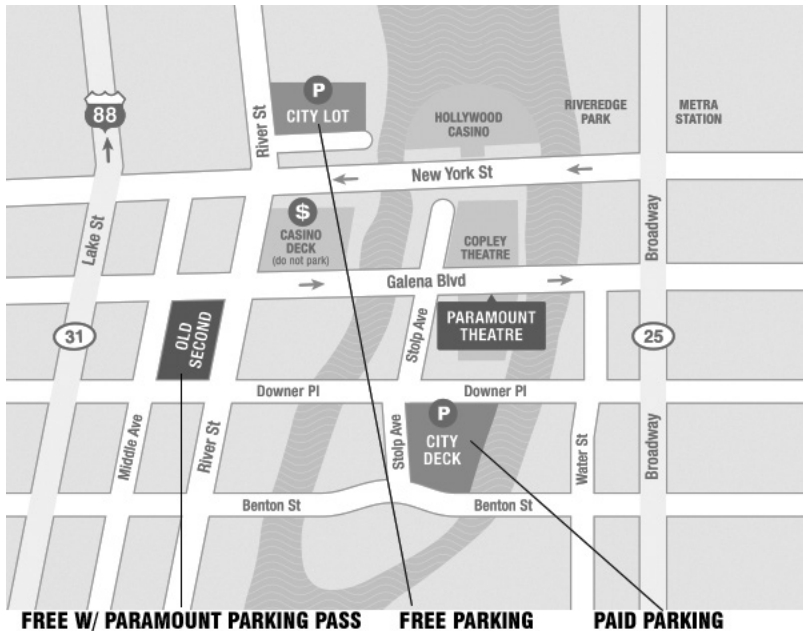 P
CITY LOT
88
River St
HOLLYWOOD
CASINO
RIVEREDGE
PARK
METRA
STATION
New York St
Lake St
$
CASINO
DECK
(do not park)
COPLEY
THEATRE
Broadway
Galena Blvd
31
OLD
SECOND
Stolp Ave
PARAMOUNT
THEATRE
25
Downer Pl
Downer Pl
Middle Ave
River St
Stolp Ave
P
CITY
DECK
Water St
Broadway
Benton St
Benton St
FREE W/ PARAMOUNT PARKING PASS
FREE PARKING
PAID PARKING